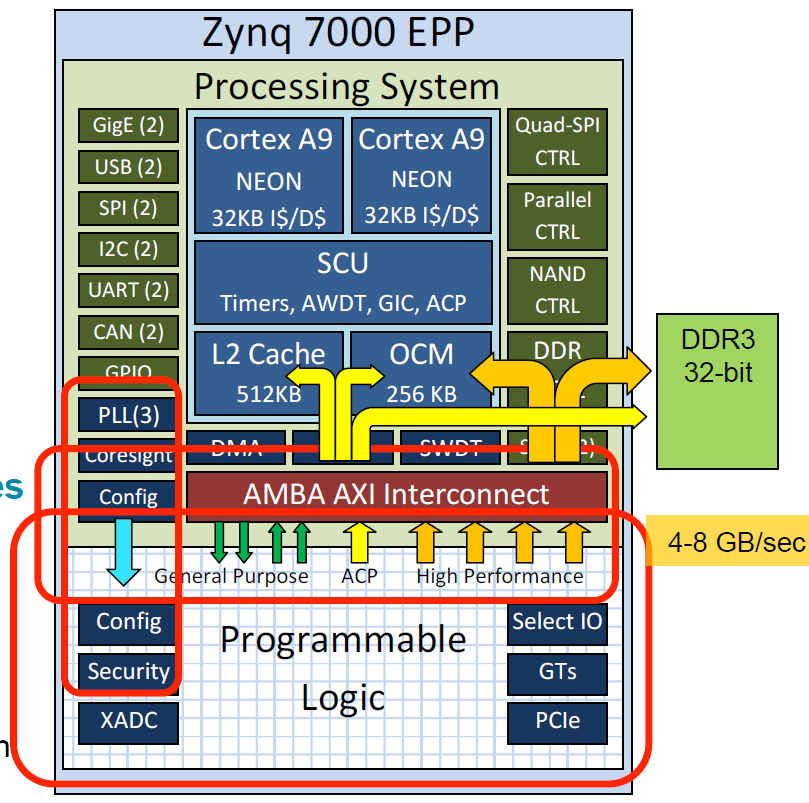 Zynq 7000 EPP
Processing System
GigE (2)
USB (2)
SPI (2)
I2C (2)
UART (2)
CAN (2)
GPIO
PLL(3)
Coresight
Config
Cortex A9
NEON
32KB I$/D$
Cortex A9
NEON
32KB I$/D$
SCU
Timers, AWDT, GIC, ACP
L2 Cache
512KB
OCM
256 KB
Quad-SPI
CTRL
Parallel
CTRL
NAND
CTRL
DDR
DMA
SWDT
AMBA AXI Interconnect
DDR3
32-bit
es
4-8 GB/sec
General Purpose
ACP
High Performance
Config
Security
XADC
Programmable
Logic
Select IO
GTs
PCIe
n